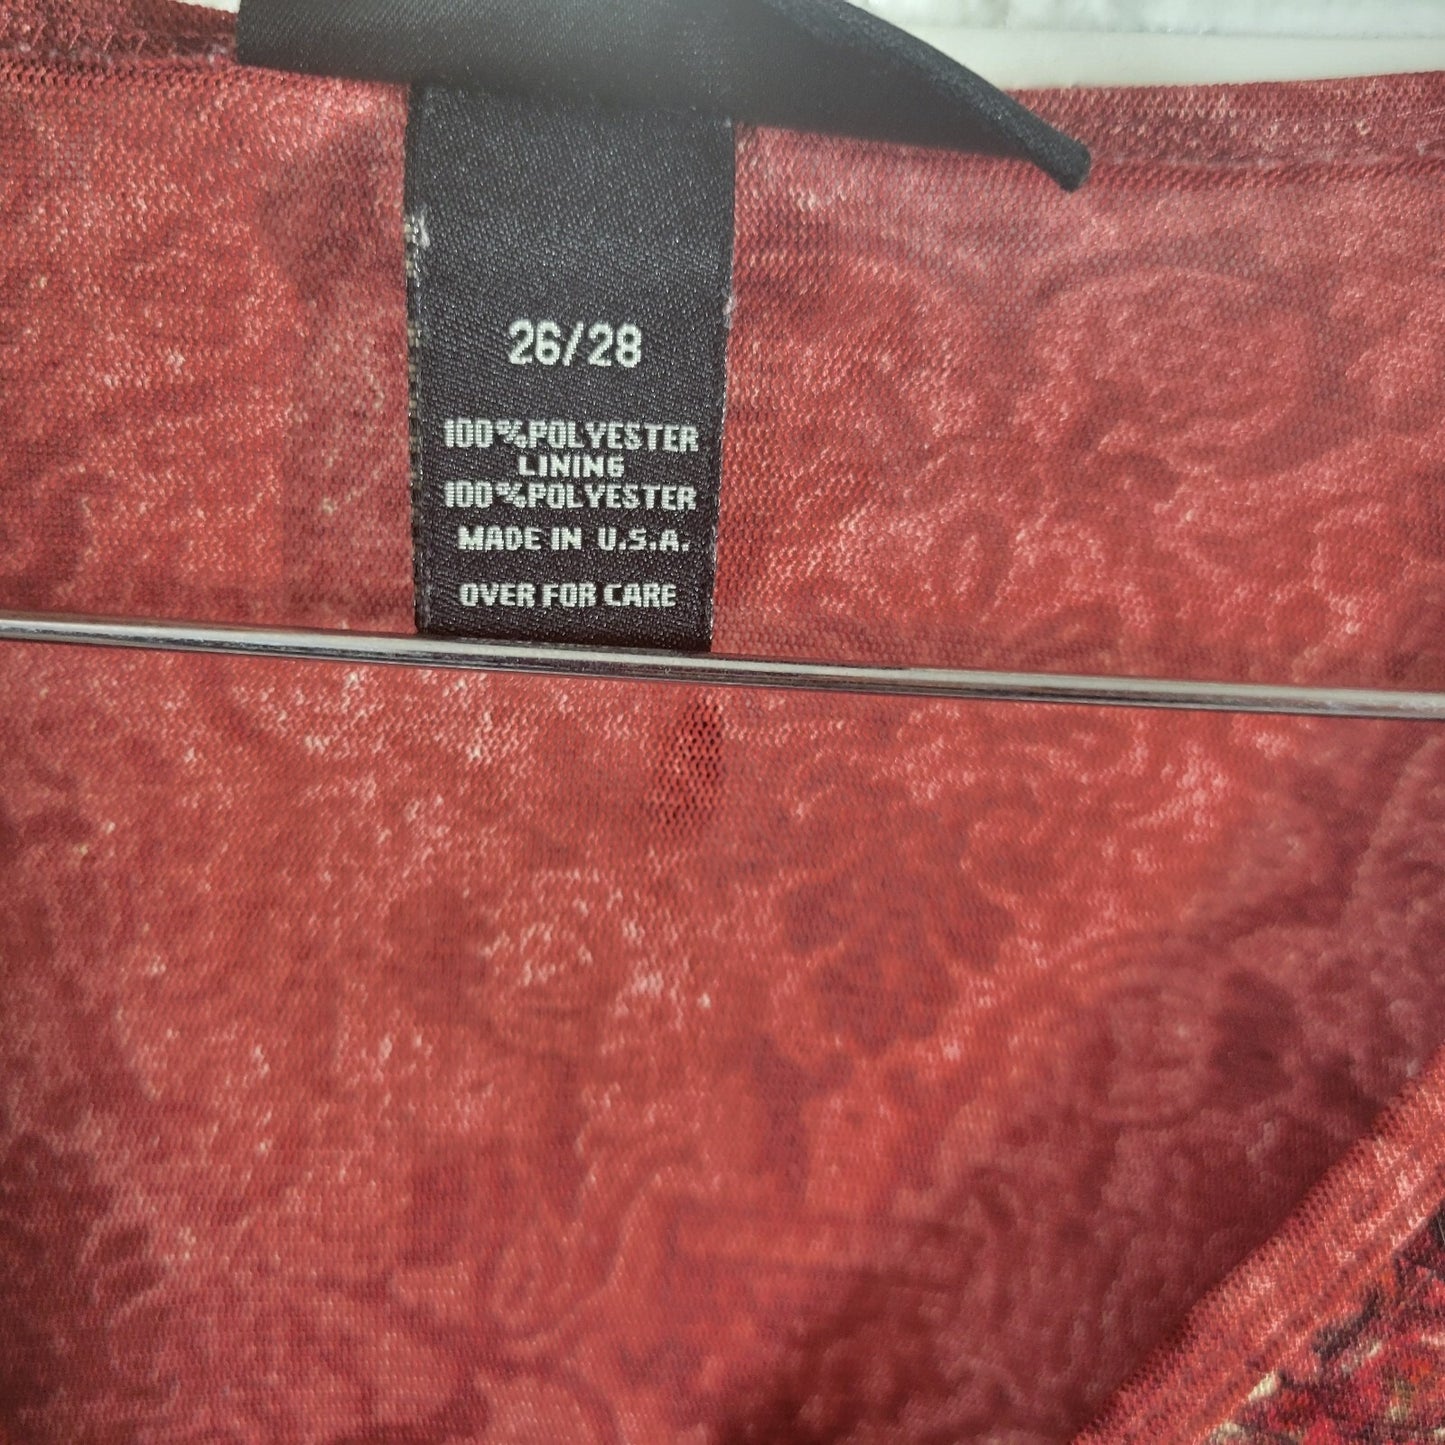 26/28
100%POLYESTER
LINING
100%POLYESTER
MADE IN U.S.A.
OVER FOR CARE